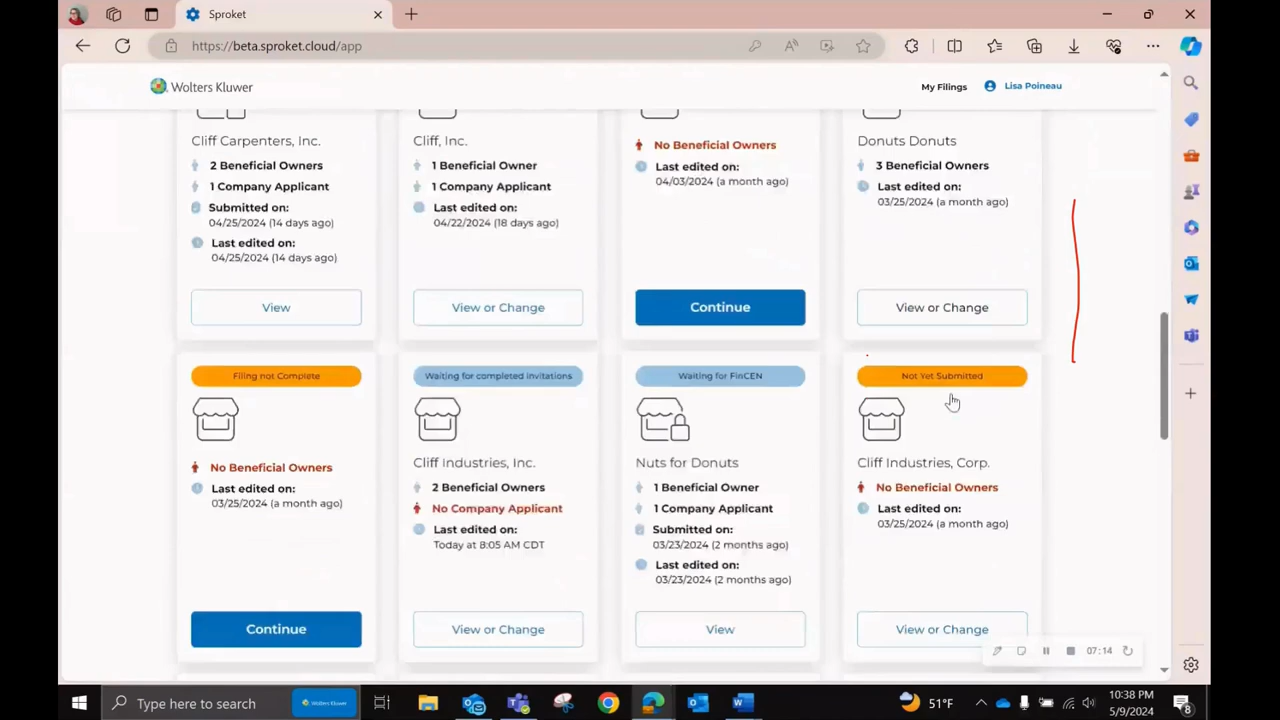 Sproket
https://beta.sproket.cloud/app
Wolters Kluwer
My Filings
Lisa Poineau
Cliff Carpenters, Inc.
2 Beneficial Owners
1 Company Applicant
Submitted on:
04/25/2024 (14 days ago)
Last edited on:
04/25/2024 (14 days ago)
View
Cliff, Inc.
1 Beneficial Owner
1 Company Applicant
Last edited on:
04/22/2024 (18 days ago)
View or Change
No Beneficial Owners
Last edited on:
04/03/2024 (a month ago)
Continue
Donuts Donuts
3 Beneficial Owners
Last edited on:
03/25/2024 (a month ago)
View or Change
Filing not Complete
No Beneficial Owners
Last edited on:
03/25/2024 (a month ago)
Continue
Waiting for completed invitations
Cliff Industries, Inc.
2 Beneficial Owners
No Company Applicant
Last edited on:
Today at 8:05 AM CDT
View or Change
Waiting for FinCEN
Nuts for Donuts
1 Beneficial Owner
1 Company Applicant
Submitted on:
03/23/2024 (2 months ago)
Last edited on:
03/23/2024 (2 months ago)
View
Not Yet Submitted
Cliff Industries, Corp.
No Beneficial Owners
Last edited on:
03/25/2024 (a month ago)
View or Change
07:14
Type here to search
Wolters Kluwer
51°F
10:38 PM
5/9/2024
8